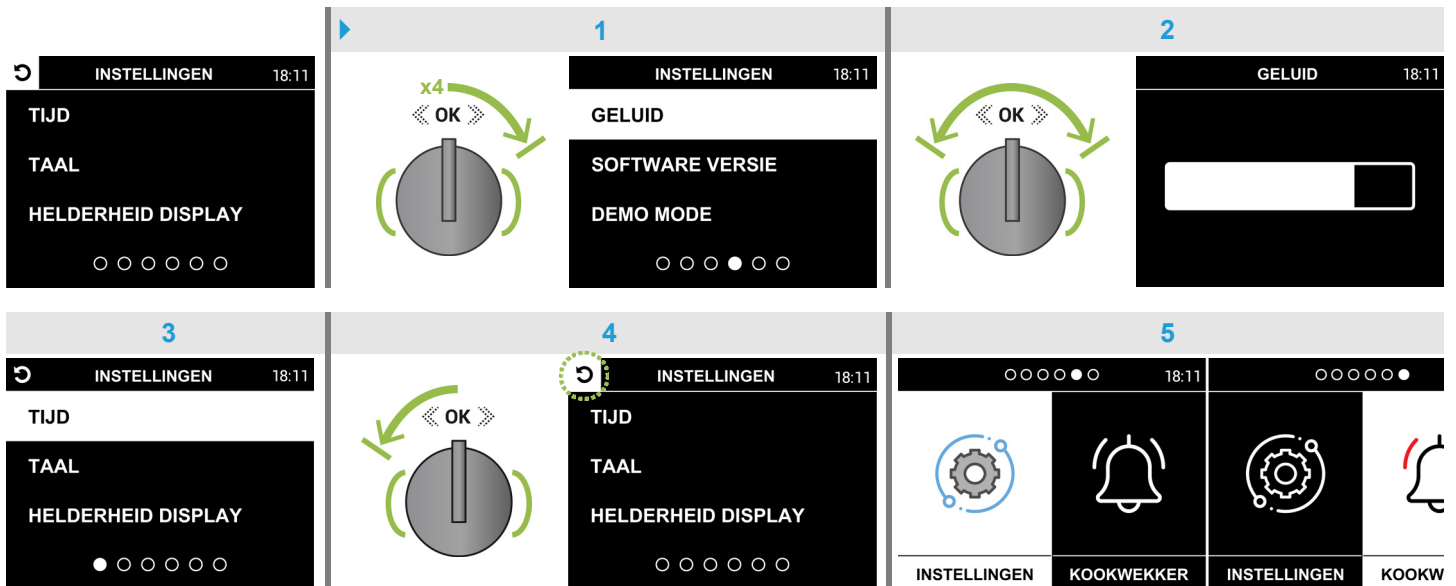 1
2
INSTELLINGEN 18:11
TIJD
TAAL
HELDERHEID DISPLAY
x4
OK
INSTELLINGEN 18:11
GELUID
SOFTWARE VERSIE
DEMO MODE
OK
GELUID 18:11
3
4
5
INSTELLINGEN 18:11
TIJD
TAAL
HELDERHEID DISPLAY
OK
INSTELLINGEN 18:11
TIJD
TAAL
HELDERHEID DISPLAY
18:11
INSTELLINGEN KOOKWEKKER
INSTELLINGEN KOOKW